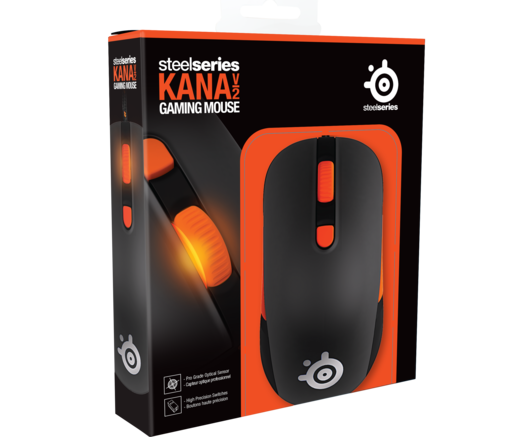 steelseries
KANA V2
GAMING MOUSE
steelseries
KANA
GAMING MOUSE
steelseries
- Pro Grade Optical Sensor
- Capteur optique professionnel
- High Precision Switches
- Boutons haute précision